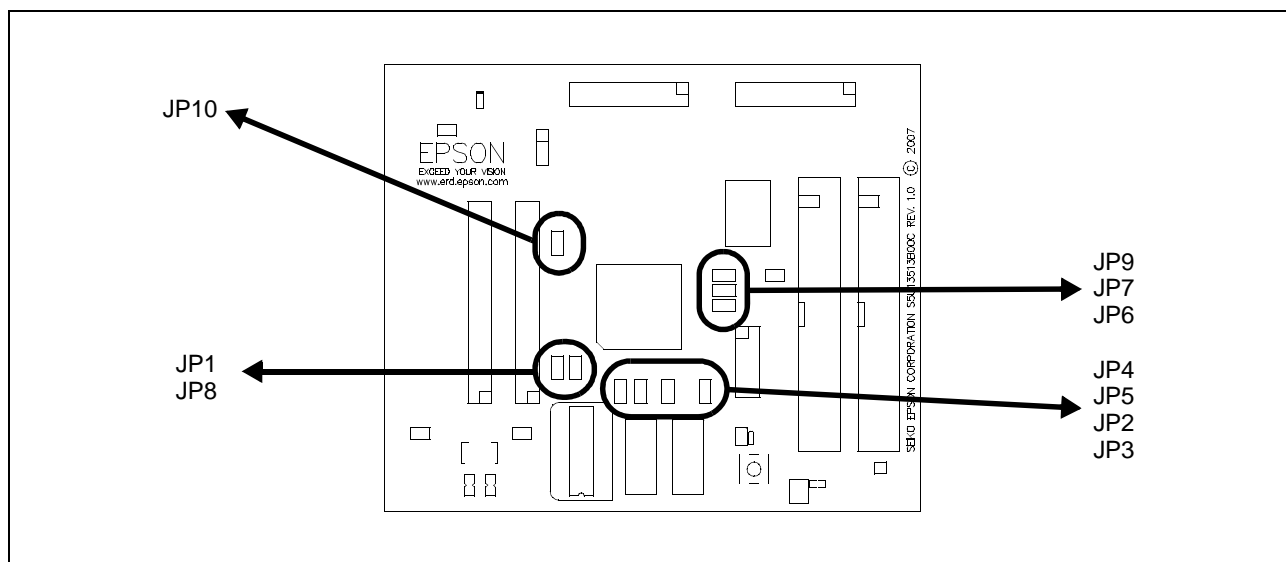 JP10
EPSON
EXCEED YOUR VISION
www.erd.epson.com
SEIKO EPSON CORPORATION S5U13513B00C REV. 1.0 © 2007
JP9
JP7
JP6
JP1
JP8
JP4
JP5
JP2
JP3